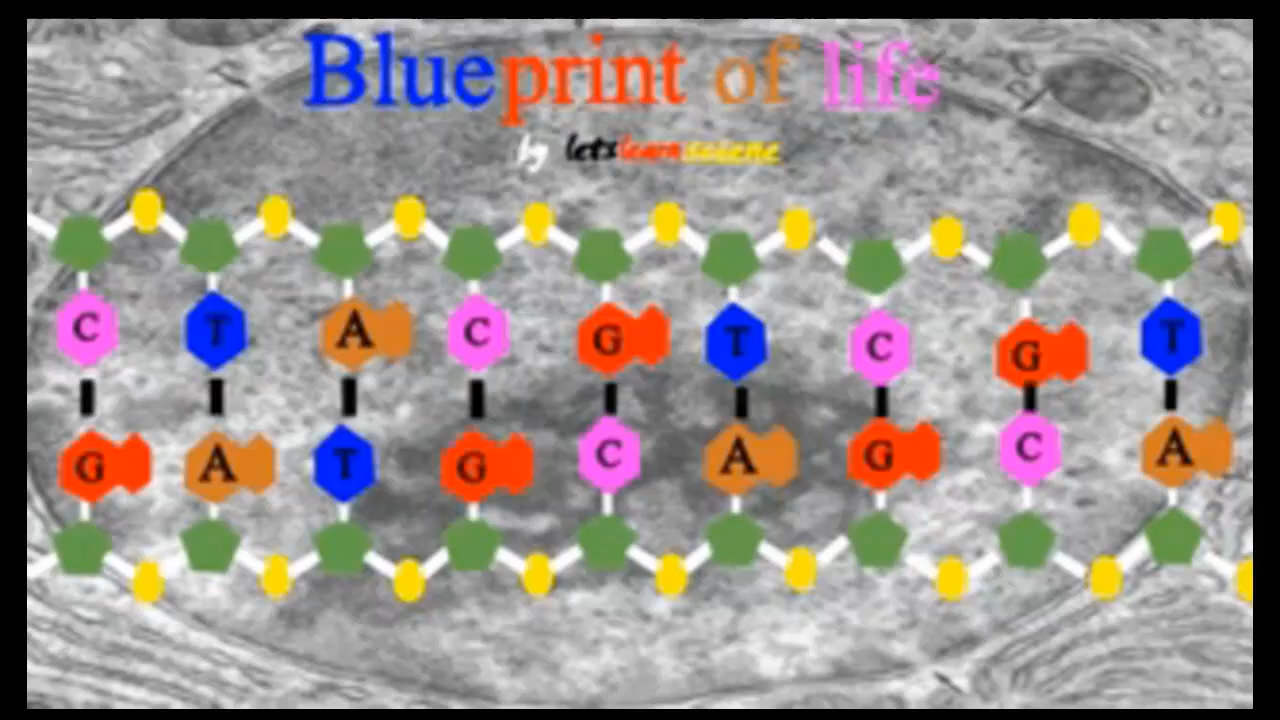 Blueprint of life
by letslearnscience
C T A C G T C G T
G A T G C A G C A